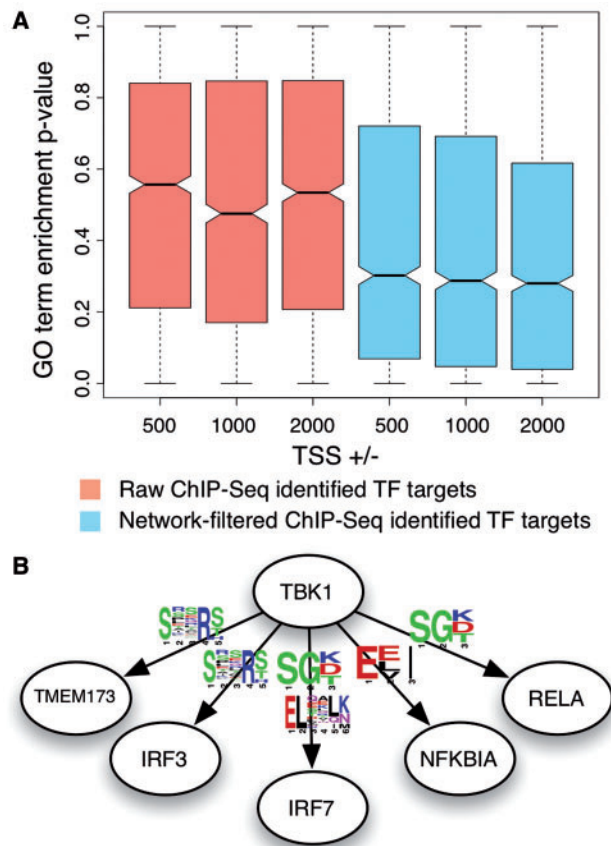 A
GO term enrichment p-value
1.0
0.8
0.6
0.4
0.2
0.0
500 1000 2000 500 1000 2000
TSS +/-
Raw ChIP-Seq identified TF targets
Network-filtered ChIP-Seq identified TF targets
B
TBK1
TMEM173
IRF3
IRF7
NFKBIA
RELA